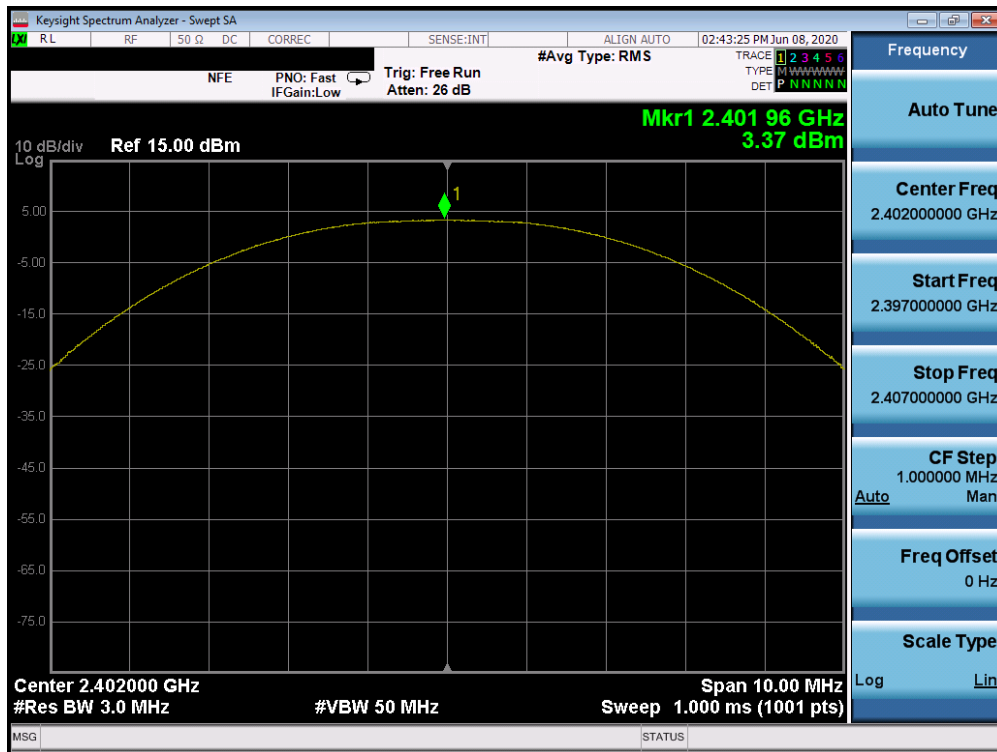 Keysight Spectrum Analyzer - Swept SA
LXI RL RF 50 Ω DC CORREC SENSE:INT ALIGN AUTO 02:43:25 PM Jun 08, 2020
#Avg Type: RMS
TRACE 1 2 3 4 5 6
TYPE M WWWWW
DET P N N N N N
NFE
PNO: Fast
IFGain:Low
Trig: Free Run
Atten: 26 dB
Mkr1 2.401 96 GHz
3.37 dBm
10 dB/div
Log
Ref 15.00 dBm
1
5.00
-5.00
-15.0
-25.0
-35.0
-45.0
-55.0
-65.0
-75.0
Center 2.402000 GHz
Span 10.00 MHz
#Res BW 3.0 MHz
#VBW 50 MHz
Sweep 1.000 ms (1001 pts)
MSG
STATUS
Frequency
Auto Tune
Center Freq
2.402000000 GHz
Start Freq
2.397000000 GHz
Stop Freq
2.407000000 GHz
CF Step
1.000000 MHz
Auto Man
Freq Offset
0 Hz
Scale Type
Log Lin